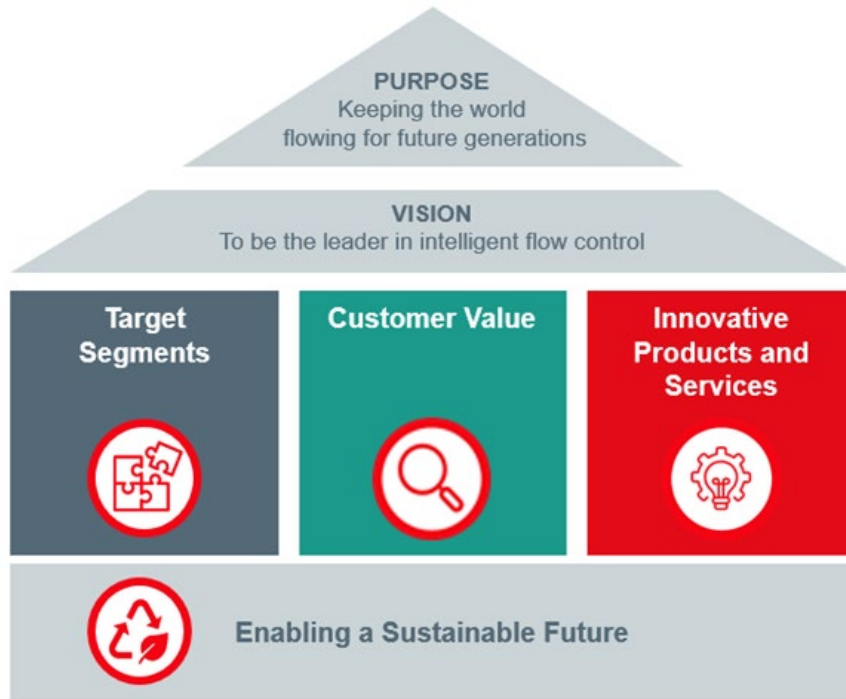 PURPOSE
Keeping the world
flowing for future generations
VISION
To be the leader in intelligent flow control
Target
Segments
Customer Value
Innovative
Products and
Services
Enabling a Sustainable Future